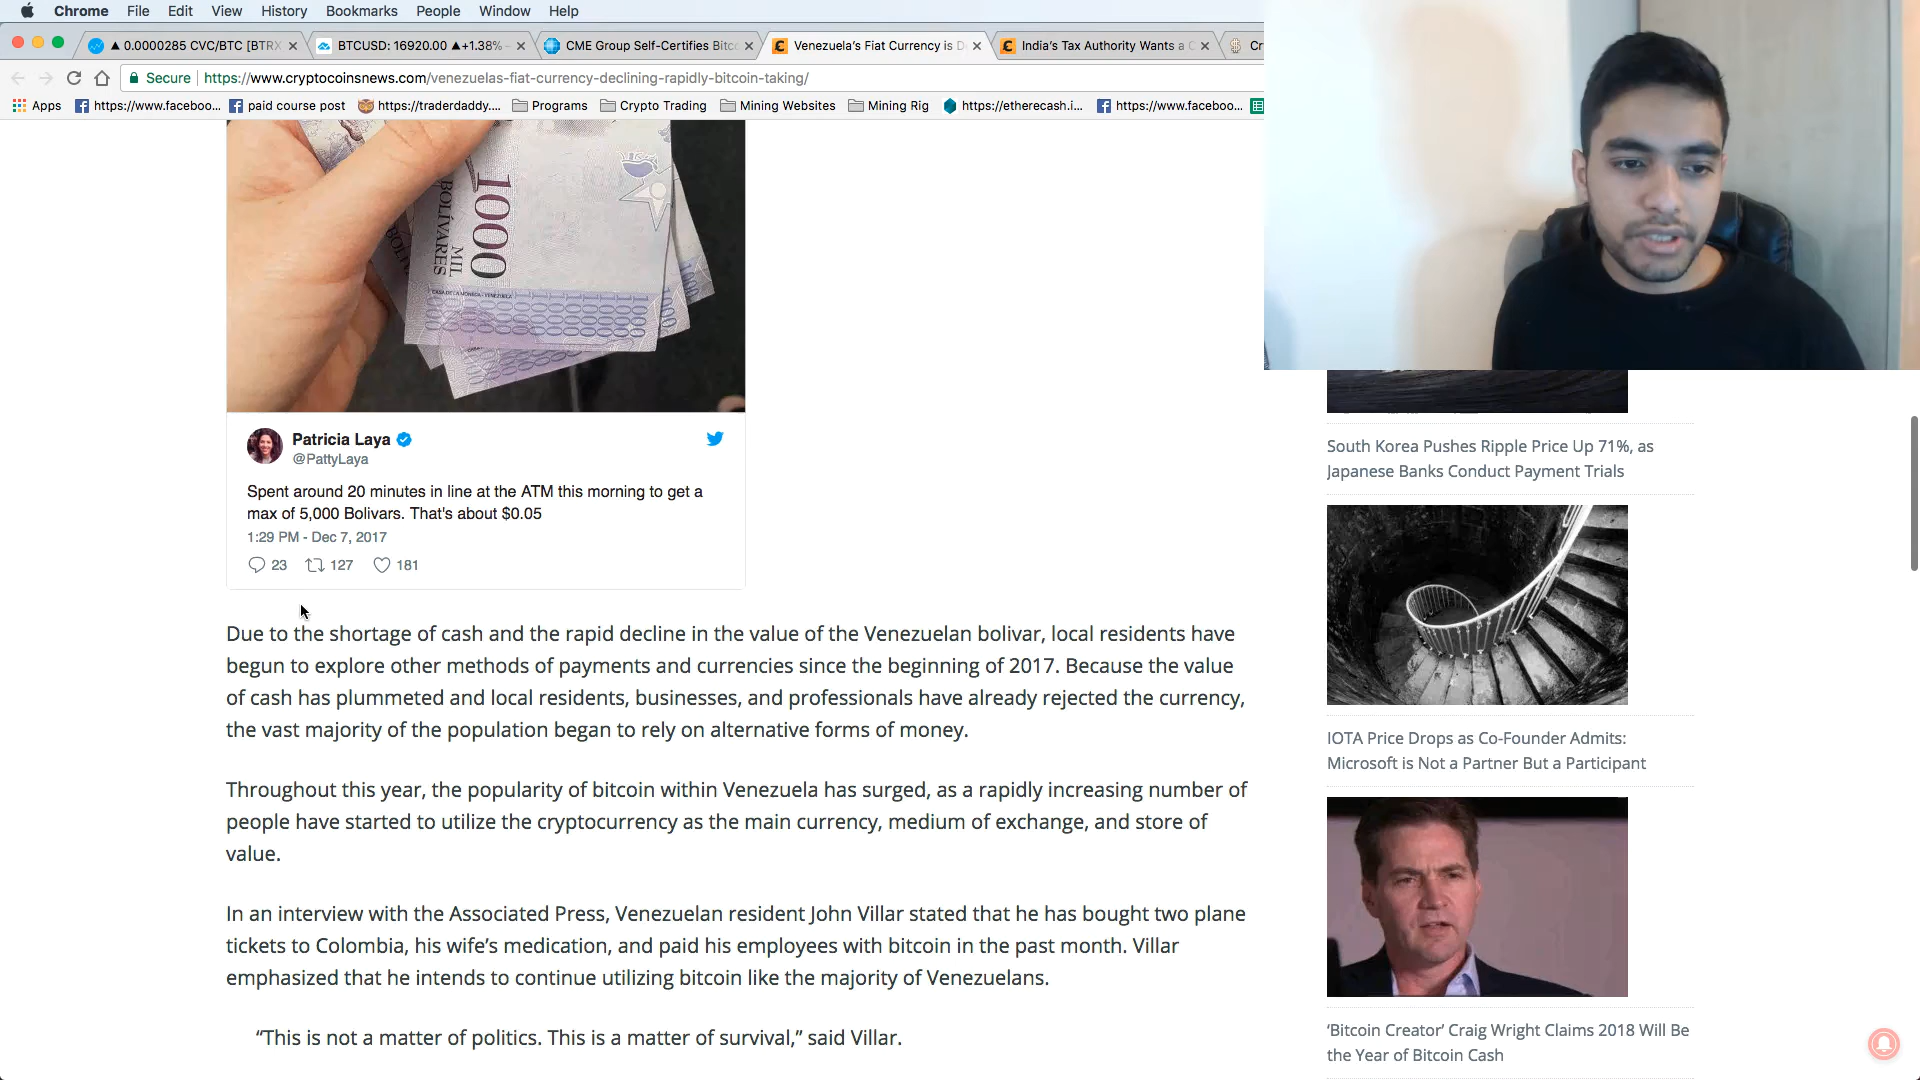 Chrome File Edit View History Bookmarks People Window Help
▲ 0.0000285 CVC/BTC [BTRX
BTCUSD: 16920.00 ▲+1.38%
CME Group Self-Certifies Bitc
Venezuela's Fiat Currency is D
India's Tax Authority Wants a
Cr
Secure https://www.cryptocoinsnews.com/venezuelas-fiat-currency-declining-rapidly-bitcoin-taking/
Apps https://www.faceboo... paid course post https://traderdaddy.... Programs Crypto Trading Mining Websites Mining Rig https://etherecash.i... https://www.faceboo...
1000
MIL
BOLÍVARES
Patricia Laya
@PattyLaya
Spent around 20 minutes in line at the ATM this morning to get a
max of 5,000 Bolivars. That's about $0.05
1:29 PM - Dec 7, 2017
23 127 181
Due to the shortage of cash and the rapid decline in the value of the Venezuelan bolivar, local residents have
begun to explore other methods of payments and currencies since the beginning of 2017. Because the value
of cash has plummeted and local residents, businesses, and professionals have already rejected the currency,
the vast majority of the population began to rely on alternative forms of money.
Throughout this year, the popularity of bitcoin within Venezuela has surged, as a rapidly increasing number of
people have started to utilize the cryptocurrency as the main currency, medium of exchange, and store of
value.
In an interview with the Associated Press, Venezuelan resident John Villar stated that he has bought two plane
tickets to Colombia, his wife's medication, and paid his employees with bitcoin in the past month. Villar
emphasized that he intends to continue utilizing bitcoin like the majority of Venezuelans.
“This is not a matter of politics. This is a matter of survival,” said Villar.
South Korea Pushes Ripple Price Up 71%, as
Japanese Banks Conduct Payment Trials
IOTA Price Drops as Co-Founder Admits:
Microsoft is Not a Partner But a Participant
‘Bitcoin Creator’ Craig Wright Claims 2018 Will Be
the Year of Bitcoin Cash